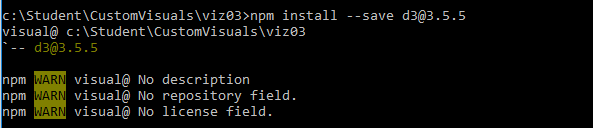 c:\Student\CustomVisuals\viz03>npm install --save d3@3.5.5
visual@ c:\Student\CustomVisuals\viz03
`-- d3@3.5.5
npm WARN visual@ No description
npm WARN visual@ No repository field.
npm WARN visual@ No license field.